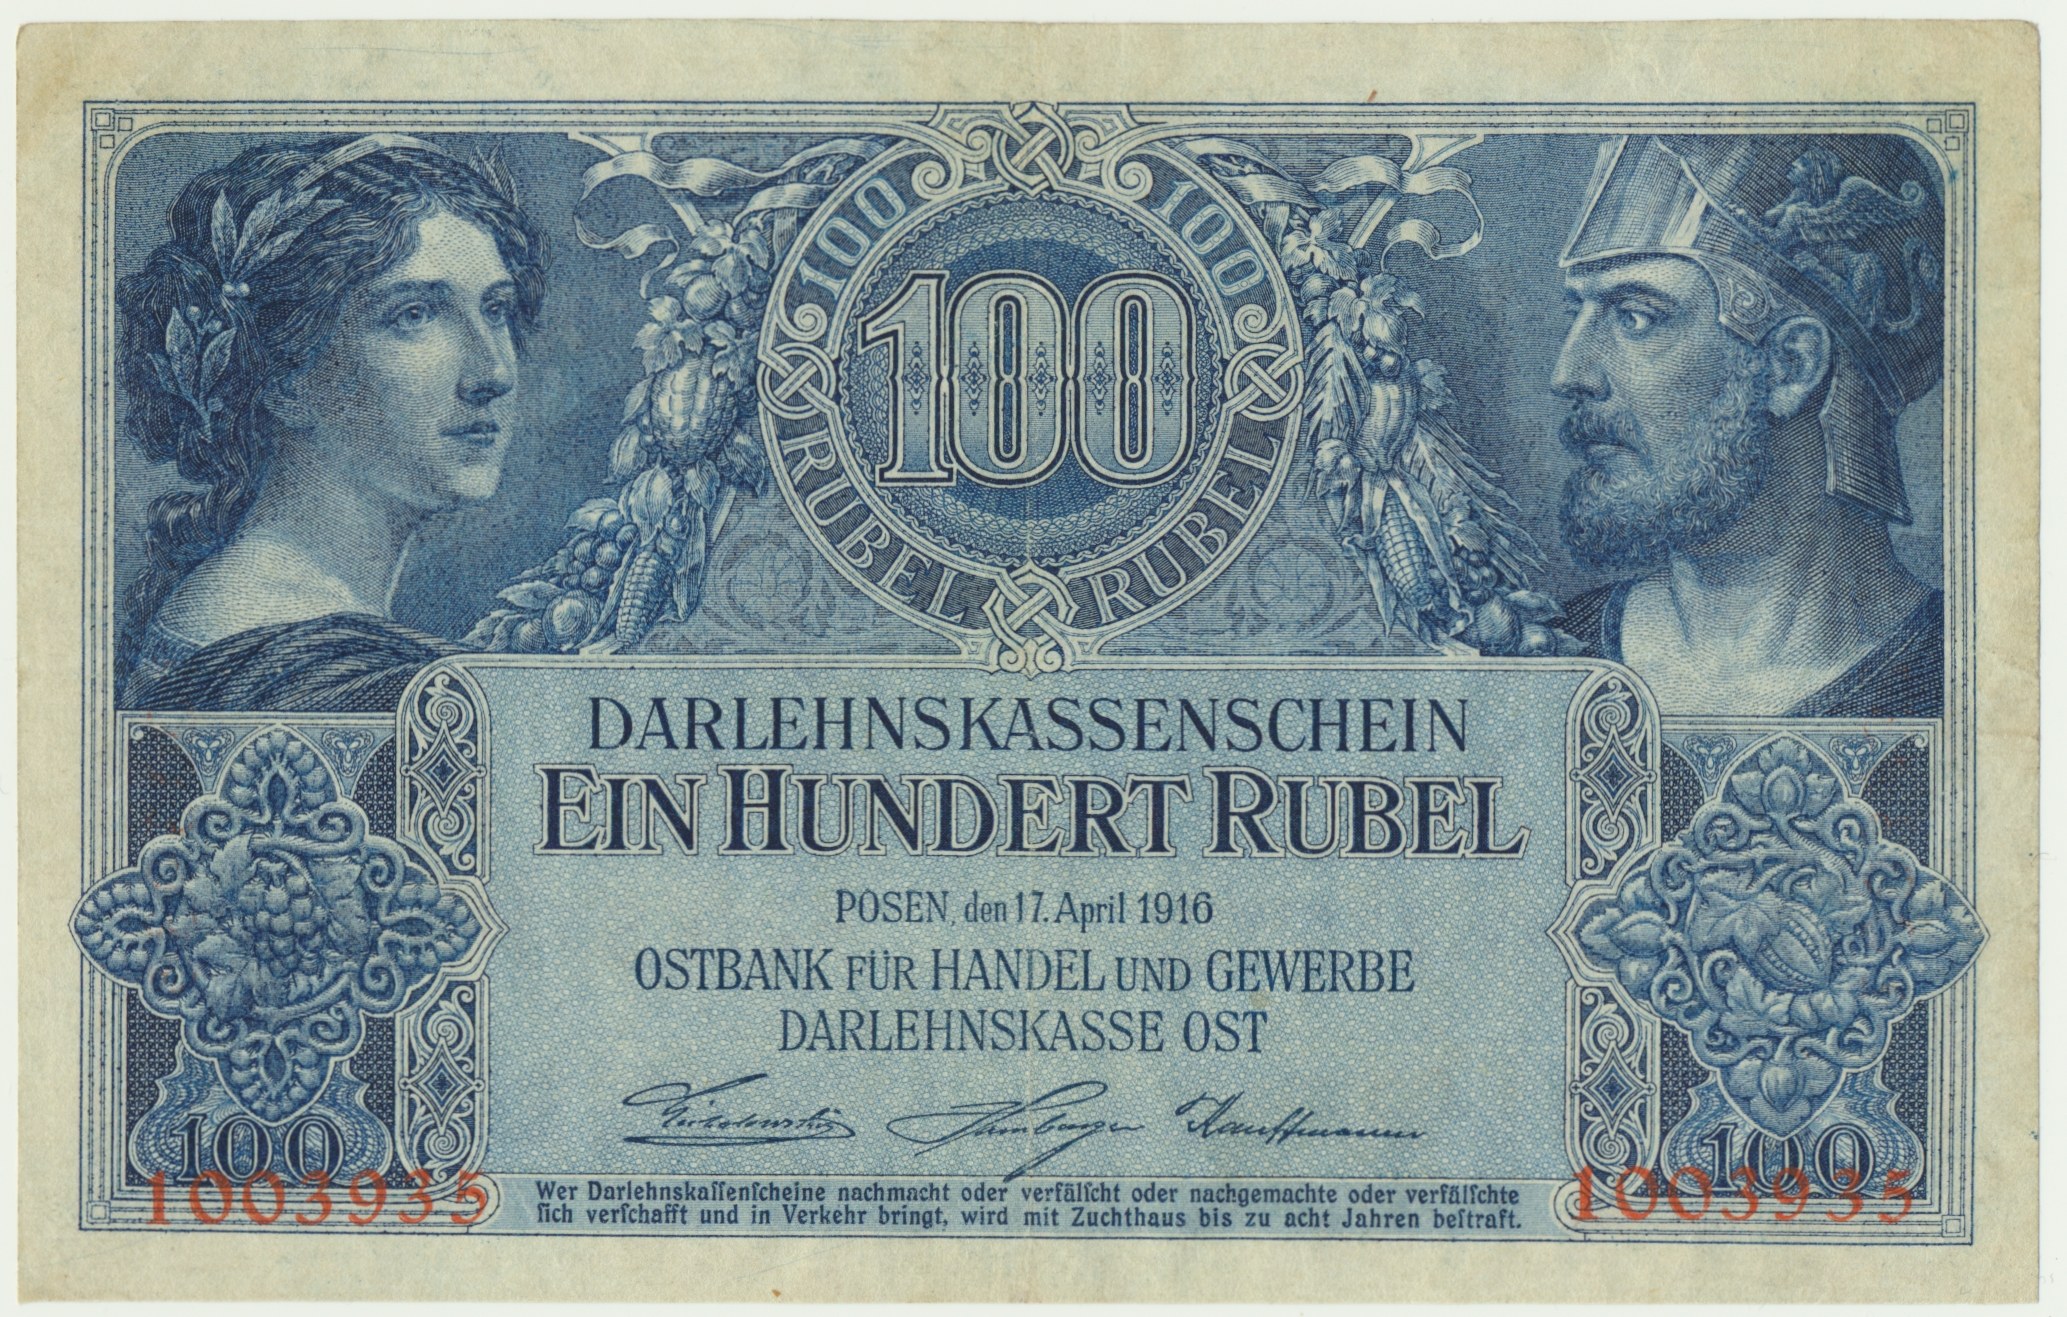 100 100
100
RUBEL RUBEL
DARLEHNSKASSENSCHEIN
EIN HUNDERT RUBEL
POSEN, den 17. April 1916
OSTBANK FÜR HANDEL UND GEWERBE
DARLEHNSKASSE OST
Hamburger Kauffmann
100 100
1003935 1003935
Wer Darlehnskaſſenſcheine nachmacht oder verfälſcht oder nachgemachte oder verfälſchte
ſich verſchafft und in Verkehr bringt, wird mit Zuchthaus bis zu acht Jahren beſtraft.